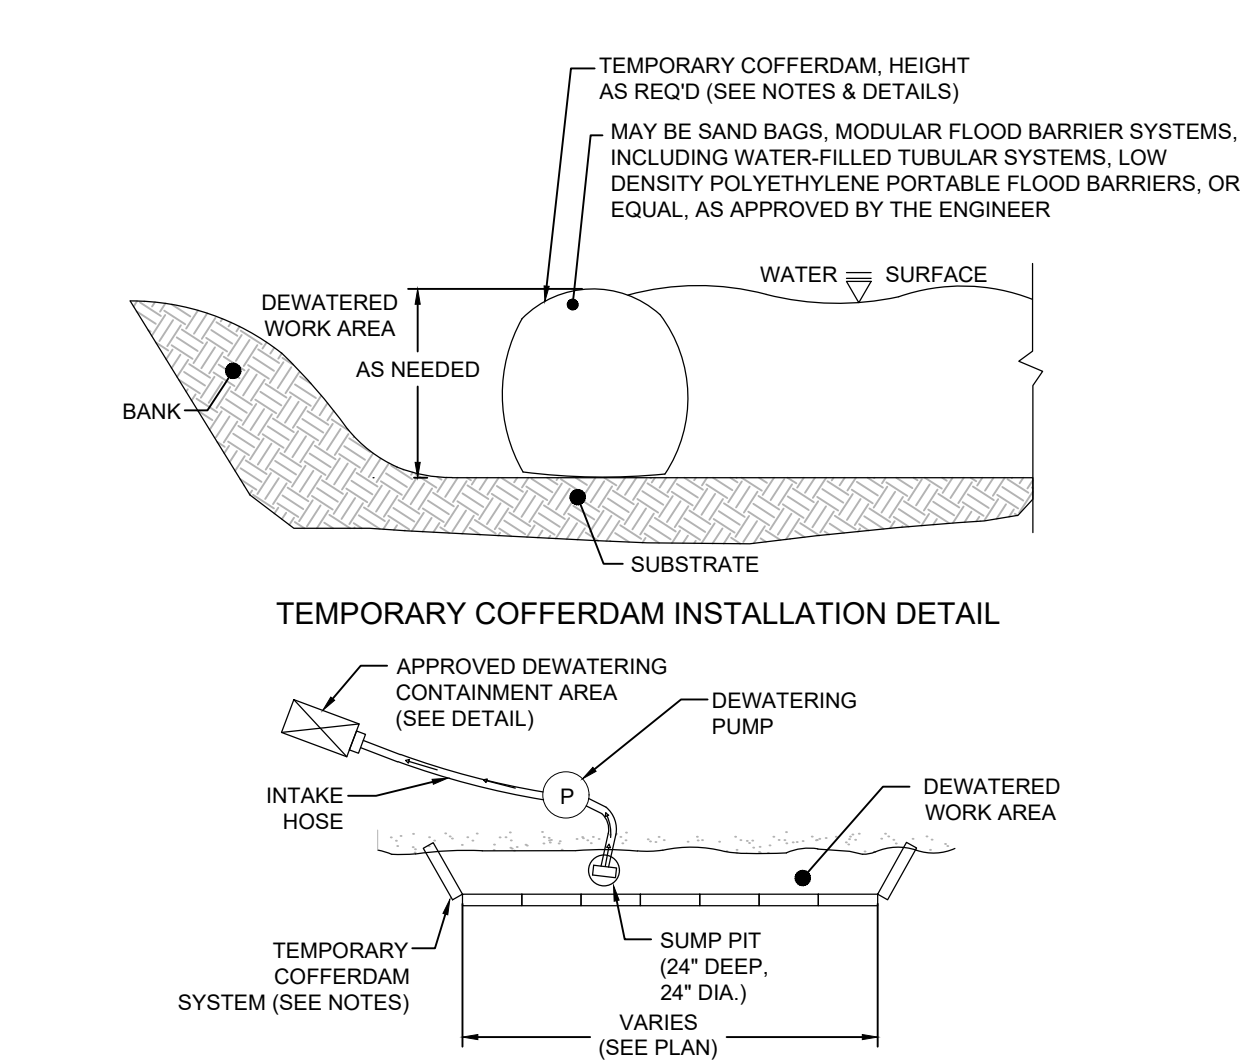 TEMPORARY COFFERDAM, HEIGHT
AS REQ'D (SEE NOTES & DETAILS)
MAY BE SAND BAGS, MODULAR FLOOD BARRIER SYSTEMS,
INCLUDING WATER-FILLED TUBULAR SYSTEMS, LOW
DENSITY POLYETHYLENE PORTABLE FLOOD BARRIERS, OR
EQUAL, AS APPROVED BY THE ENGINEER
WATER SURFACE
DEWATERED
WORK AREA
AS NEEDED
BANK
SUBSTRATE
TEMPORARY COFFERDAM INSTALLATION DETAIL
APPROVED DEWATERING
CONTAINMENT AREA
(SEE DETAIL)
DEWATERING
PUMP
INTAKE
HOSE
P
DEWATERED
WORK AREA
TEMPORARY
COFFERDAM
SYSTEM (SEE NOTES)
SUMP PIT
(24" DEEP,
24" DIA.)
VARIES
(SEE PLAN)